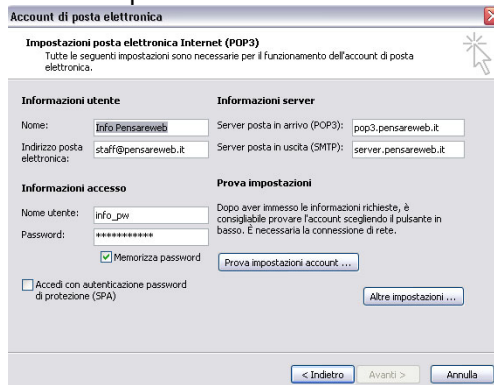 Account di posta elettronica
Impostazioni posta elettronica Internet (POP3)
Tutte le seguenti impostazioni sono necessarie per il funzionamento dell'account di posta
elettronica.
Informazioni utente
Nome:
Info Pensareweb
Indirizzo posta
elettronica:
staff@pensareweb.it
Informazioni accesso
Nome utente:
info_pw
Password:
***********
Memorizza password
Accedi con autenticazione password
di protezione (SPA)
Informazioni server
Server posta in arrivo (POP3):
pop3.pensareweb.it
Server posta in uscita (SMTP):
server.pensareweb.it
Prova impostazioni
Dopo aver immesso le informazioni richieste, è
consigliabile provare l'account scegliendo il pulsante in
basso. È necessaria la connessione di rete.
Prova impostazioni account ...
Altre impostazioni ...
< Indietro
Avanti >
Annulla